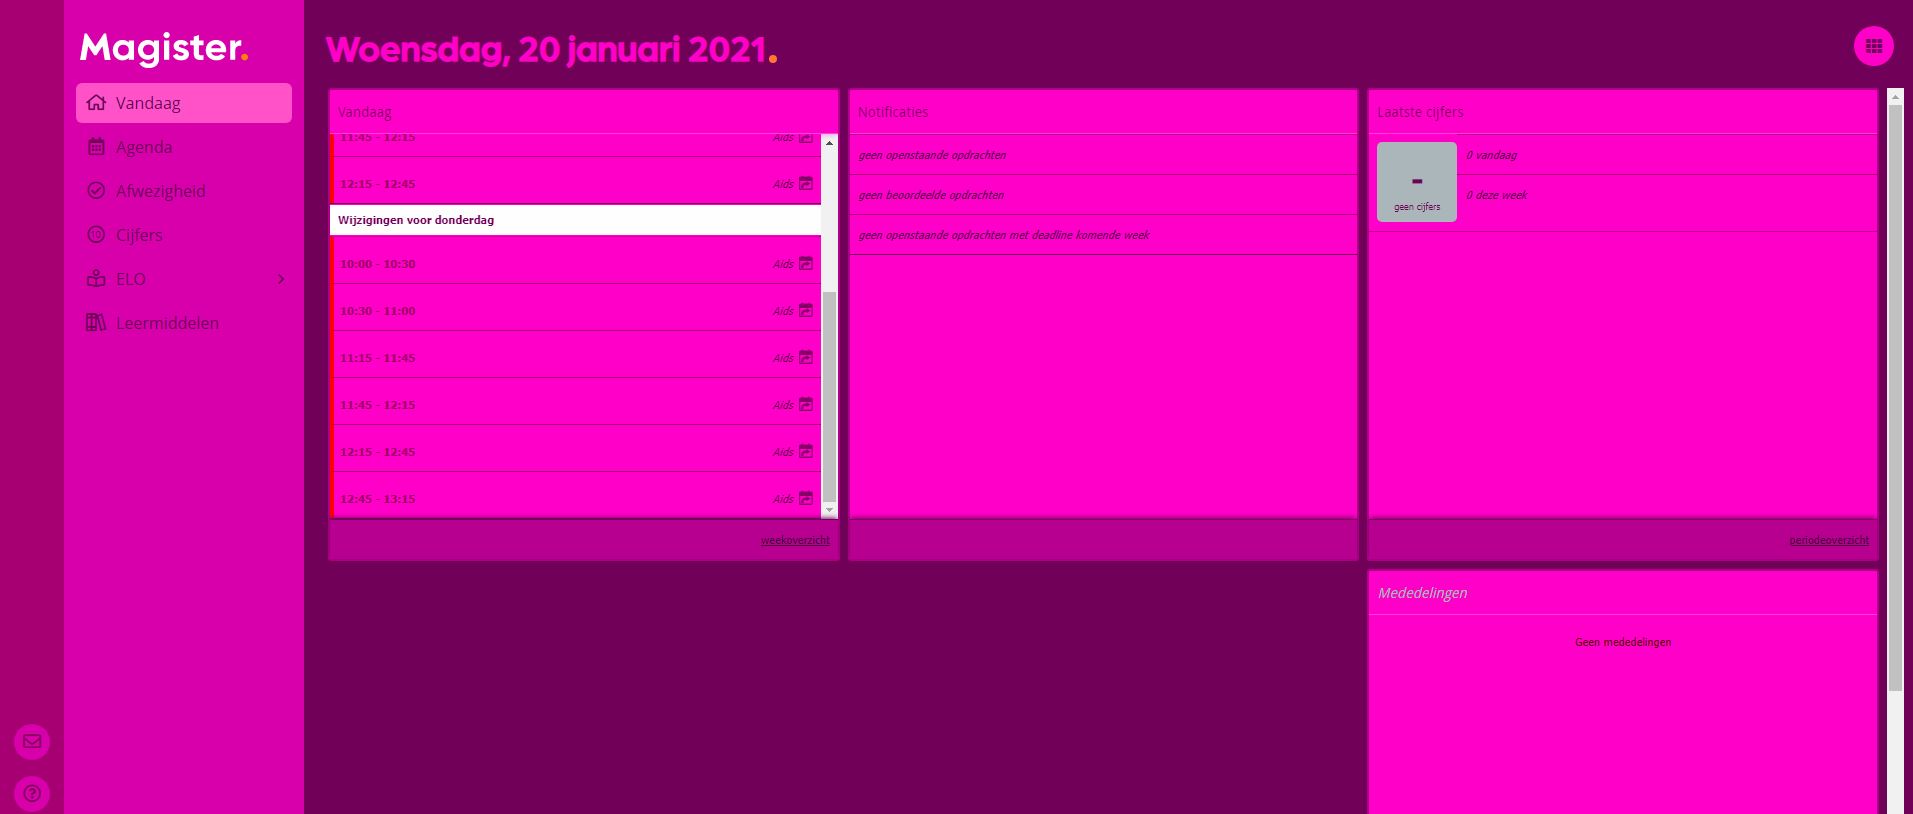 Magister.
Vandaag
Agenda
Afwezigheid
10 Cijfers
ELO
Leermiddelen
Woensdag, 20 januari 2021.
Vandaag
11:45 - 12:15 Aids
12:15 - 12:45 Aids
Wijzigingen voor donderdag
10:00 - 10:30 Aids
10:30 - 11:00 Aids
11:15 - 11:45 Aids
11:45 - 12:15 Aids
12:15 - 12:45 Aids
12:45 - 13:15 Aids
weekoverzicht
Notificaties
geen openstaande opdrachten
geen beoordeelde opdrachten
geen openstaande opdrachten met deadline komende week
Laatste cijfers
-
geen cijfers
0 vandaag
0 deze week
periodeoverzicht
Mededelingen
Geen mededelingen